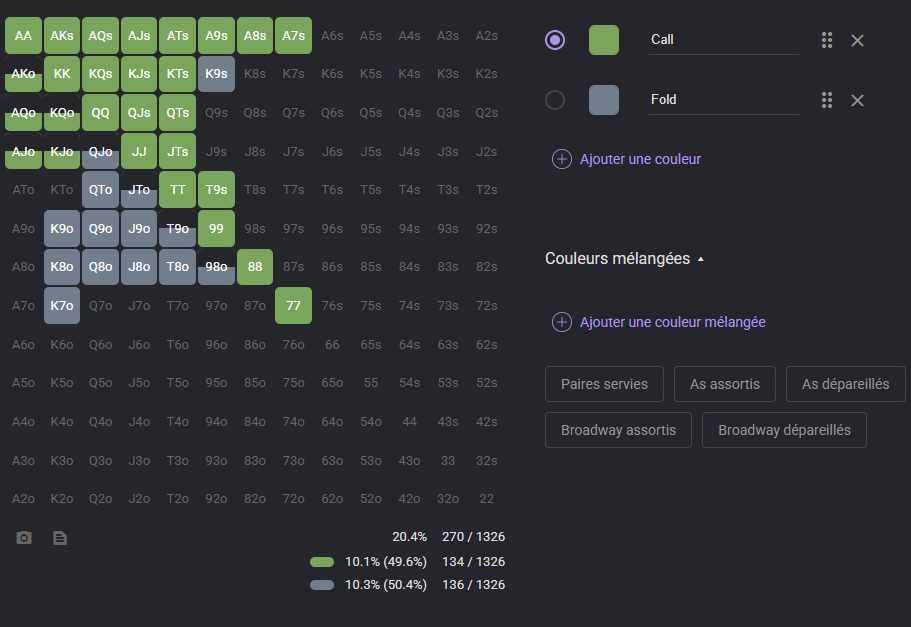 AA AKs AQs AJs ATs A9s A8s A7s A6s A5s A4s A3s A2s
AKo KK KQs KJs KTs K9s K8s K7s K6s K5s K4s K3s K2s
AQo KQo QQ QJs QTs Q9s Q8s Q7s Q6s Q5s Q4s Q3s Q2s
AJo KJo QJo JJ JTs J9s J8s J7s J6s J5s J4s J3s J2s
ATo KTo QTo JTo TT T9s T8s T7s T6s T5s T4s T3s T2s
A9o K9o Q9o J9o T9o 99 98s 97s 96s 95s 94s 93s 92s
A8o K8o Q8o J8o T8o 98o 88 87s 86s 85s 84s 83s 82s
A7o K7o Q7o J7o T7o 97o 87o 77 76s 75s 74s 73s 72s
A6o K6o Q6o J6o T6o 96o 86o 76o 66 65s 64s 63s 62s
A5o K5o Q5o J5o T5o 95o 85o 75o 65o 55 54s 53s 52s
A4o K4o Q4o J4o T4o 94o 84o 74o 64o 54o 44 43s 42s
A3o K3o Q3o J3o T3o 93o 83o 73o 63o 53o 43o 33 32s
A2o K2o Q2o J2o T2o 92o 82o 72o 62o 52o 42o 32o 22
20.4% 270 / 1326
10.1% (49.6%) 134 / 1326
10.3% (50.4%) 136 / 1326
Call
Fold
Ajouter une couleur
Couleurs mélangées
Ajouter une couleur mélangée
Paires servies As assortis As dépareillés
Broadway assortis Broadway dépareillés